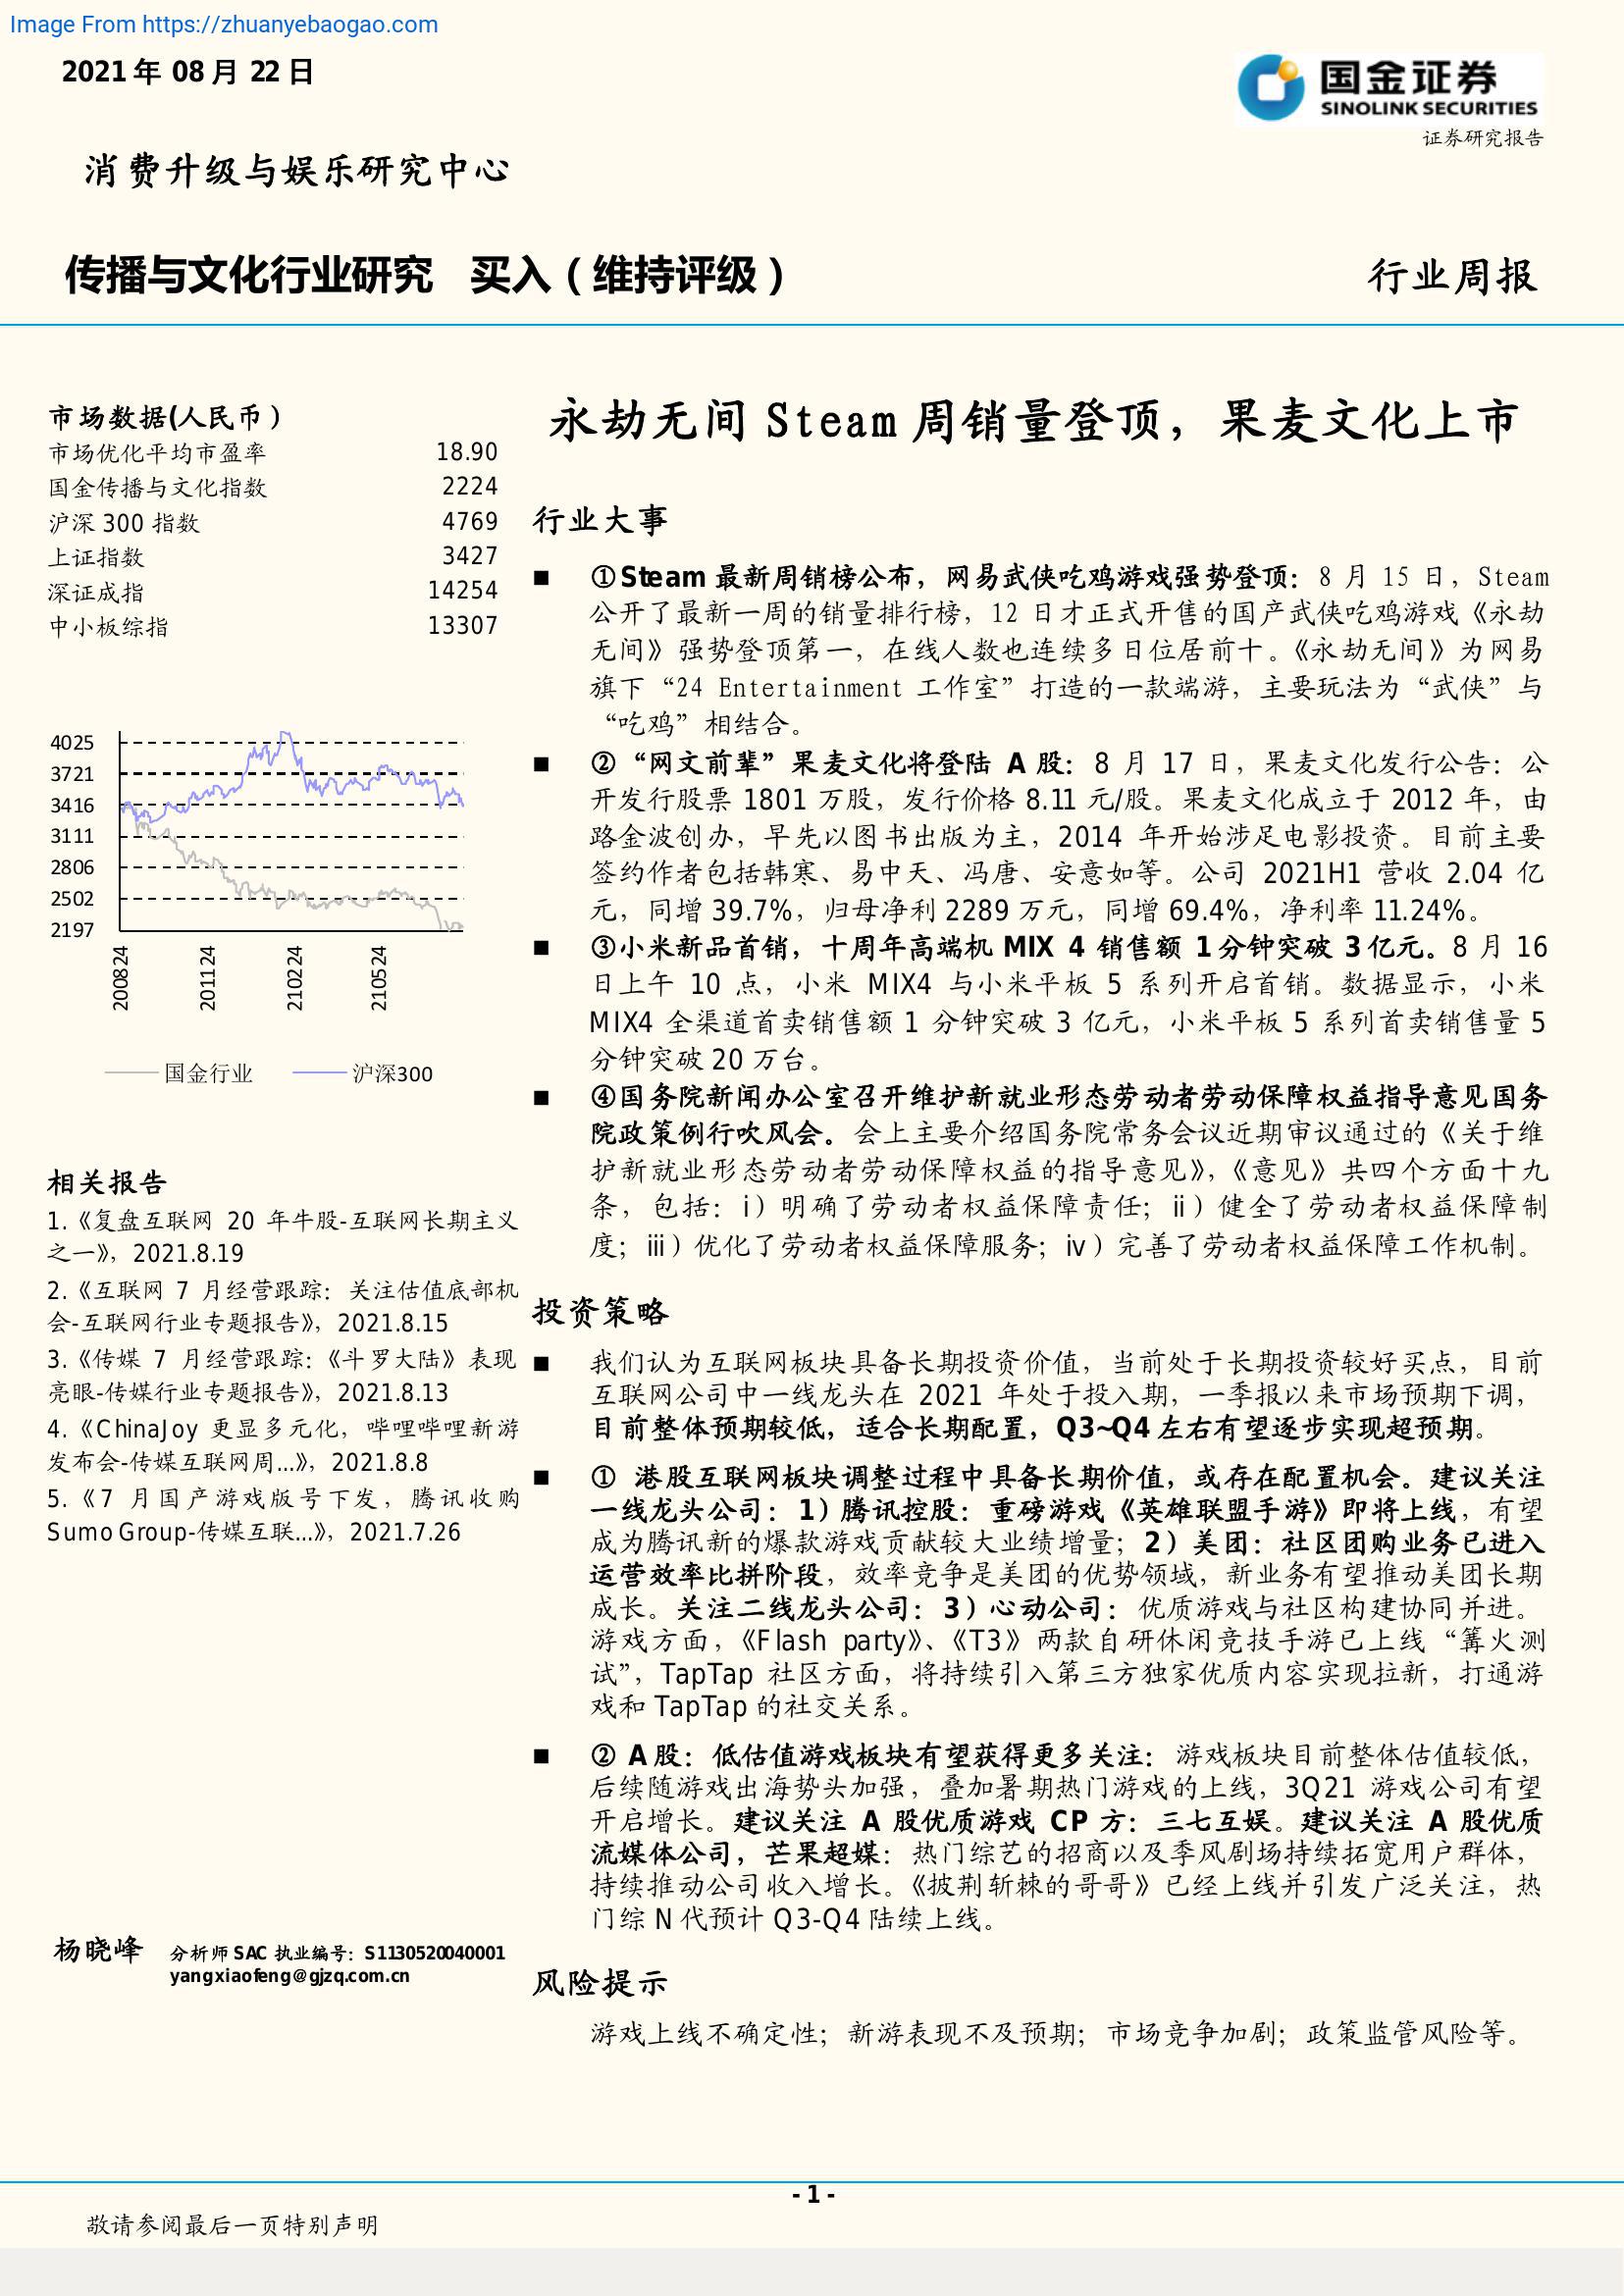 Image From https://zhuanyebaogao.com
2021 年 08 月 22 日
国金证券
SINOLINK SECURITIES
证券研究报告
消费升级与娱乐研究中心
传播与文化行业研究 买入（维持评级）
行业周报
市场数据(人民币）
市场优化平均市盈率 18.90
国金传播与文化指数 2224
沪深 300 指数 4769
上证指数 3427
深证成指 14254
中小板综指 13307
4025
3721
3416
3111
2806
2502
2197
200824
201124
210224
210524
国金行业 沪深300
相关报告
1.《复盘互联网 20 年牛股-互联网长期主义
之一》，2021.8.19
2.《互联网 7 月经营跟踪：关注估值底部机
会-互联网行业专题报告》，2021.8.15
3.《传媒 7 月经营跟踪：《斗罗大陆》表现
亮眼-传媒行业专题报告》，2021.8.13
4.《ChinaJoy 更显多元化，哔哩哔哩新游
发布会-传媒互联网周...》，2021.8.8
5.《7 月国产游戏版号下发，腾讯收购
Sumo Group-传媒互联...》，2021.7.26
杨晓峰 分析师 SAC 执业编号：S1130520040001
yangxiaofeng@gjzq.com.cn
永劫无间 Steam 周销量登顶，果麦文化上市
行业大事
■ ①Steam 最新周销榜公布，网易武侠吃鸡游戏强势登顶：8 月 15 日，Steam
公开了最新一周的销量排行榜，12 日才正式开售的国产武侠吃鸡游戏《永劫
无间》强势登顶第一，在线人数也连续多日位居前十。《永劫无间》为网易
旗下“24 Entertainment 工作室”打造的一款端游，主要玩法为“武侠”与
“吃鸡”相结合。
■ ②“网文前辈”果麦文化将登陆 A 股：8 月 17 日，果麦文化发行公告：公
开发行股票 1801 万股，发行价格 8.11 元/股。果麦文化成立于 2012 年，由
路金波创办，早先以图书出版为主，2014 年开始涉足电影投资。目前主要
签约作者包括韩寒、易中天、冯唐、安意如等。公司 2021H1 营收 2.04 亿
元，同增 39.7%，归母净利 2289 万元，同增 69.4%，净利率 11.24%。
■ ③小米新品首销，十周年高端机 MIX 4 销售额 1 分钟突破 3 亿元。8 月 16
日上午 10 点，小米 MIX4 与小米平板 5 系列开启首销。数据显示，小米
MIX4 全渠道首卖销售额 1 分钟突破 3 亿元，小米平板 5 系列首卖销售量 5
分钟突破 20 万台。
■ ④国务院新闻办公室召开维护新就业形态劳动者劳动保障权益指导意见国务
院政策例行吹风会。会上主要介绍国务院常务会议近期审议通过的《关于维
护新就业形态劳动者劳动保障权益的指导意见》，《意见》共四个方面十九
条，包括：i）明确了劳动者权益保障责任；ii）健全了劳动者权益保障制
度；iii）优化了劳动者权益保障服务；iv）完善了劳动者权益保障工作机制。
投资策略
■ 我们认为互联网板块具备长期投资价值，当前处于长期投资较好买点，目前
互联网公司中一线龙头在 2021 年处于投入期，一季报以来市场预期下调，
目前整体预期较低，适合长期配置，Q3~Q4 左右有望逐步实现超预期。
■ ① 港股互联网板块调整过程中具备长期价值，或存在配置机会。建议关注
一线龙头公司：1）腾讯控股：重磅游戏《英雄联盟手游》即将上线，有望
成为腾讯新的爆款游戏贡献较大业绩增量；2）美团：社区团购业务已进入
运营效率比拼阶段，效率竞争是美团的优势领域，新业务有望推动美团长期
成长。关注二线龙头公司：3）心动公司：优质游戏与社区构建协同并进。
游戏方面，《Flash party》、《T3》两款自研休闲竞技手游已上线“篝火测
试”，TapTap 社区方面，将持续引入第三方独家优质内容实现拉新，打通游
戏和 TapTap 的社交关系。
■ ② A 股：低估值游戏板块有望获得更多关注：游戏板块目前整体估值较低，
后续随游戏出海势头加强，叠加暑期热门游戏的上线，3Q21 游戏公司有望
开启增长。建议关注 A 股优质游戏 CP 方：三七互娱。建议关注 A 股优质
流媒体公司，芒果超媒：热门综艺的招商以及季风剧场持续拓宽用户群体，
持续推动公司收入增长。《披荆斩棘的哥哥》已经上线并引发广泛关注，热
门综 N 代预计 Q3-Q4 陆续上线。
风险提示
游戏上线不确定性；新游表现不及预期；市场竞争加剧；政策监管风险等。
- 1 -
敬请参阅最后一页特别声明